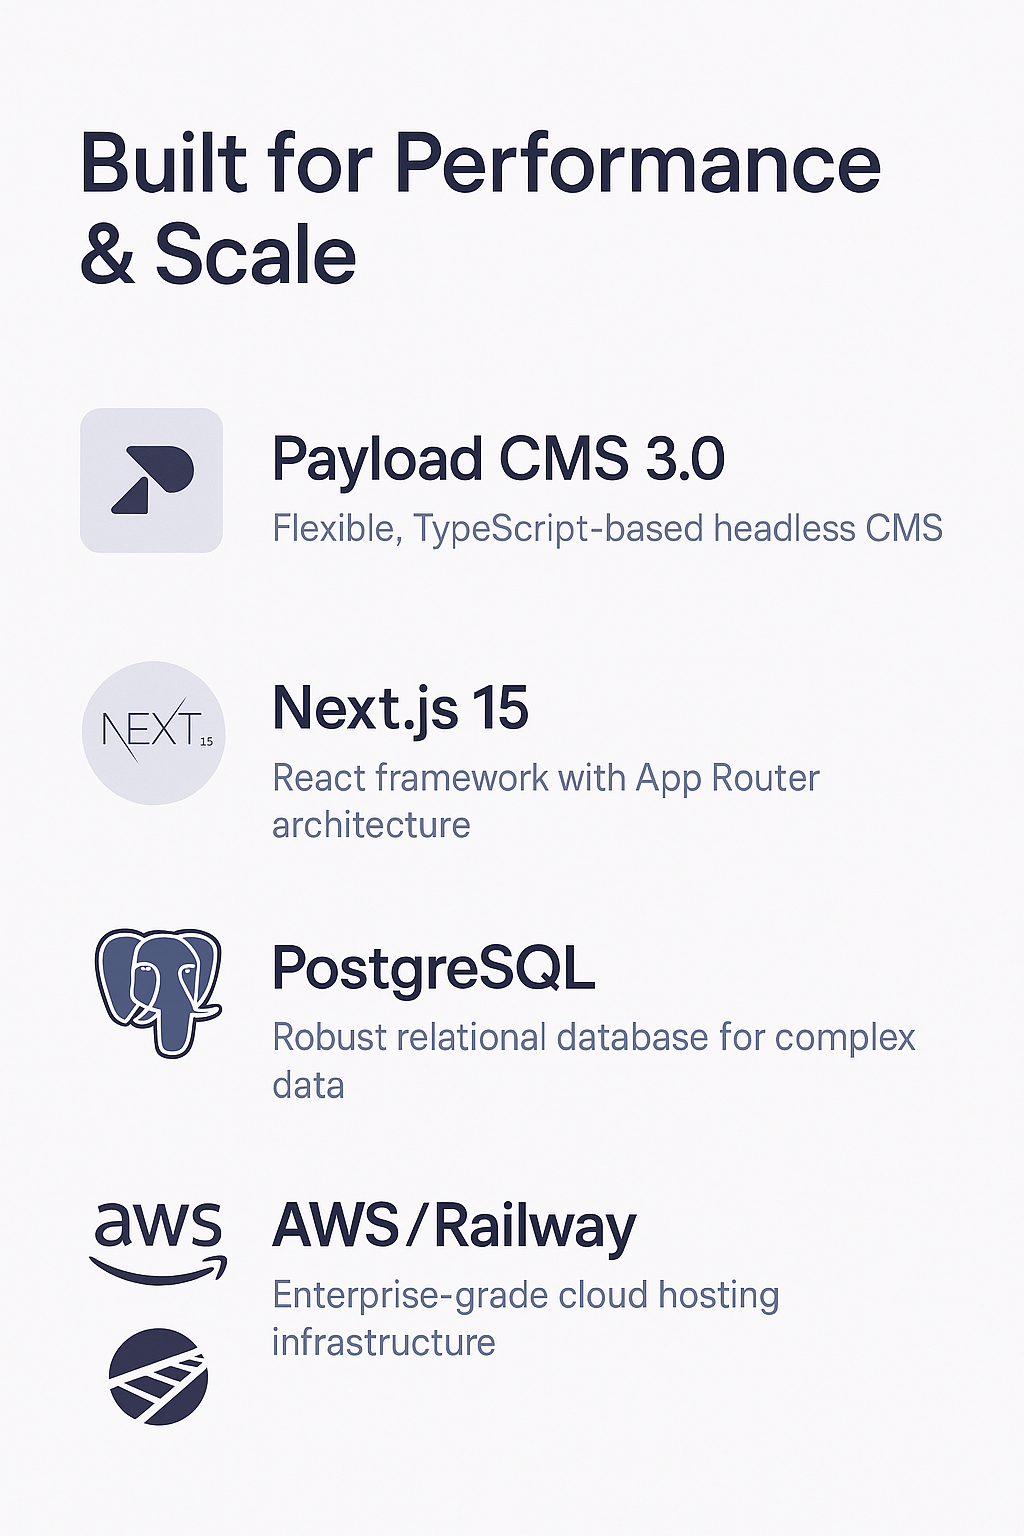 Built for Performance
& Scale
Payload CMS 3.0
Flexible, TypeScript-based headless CMS
NEXT 15
Next.js 15
React framework with App Router
architecture
PostgreSQL
Robust relational database for complex
data
aws
AWS/Railway
Enterprise-grade cloud hosting
infrastructure